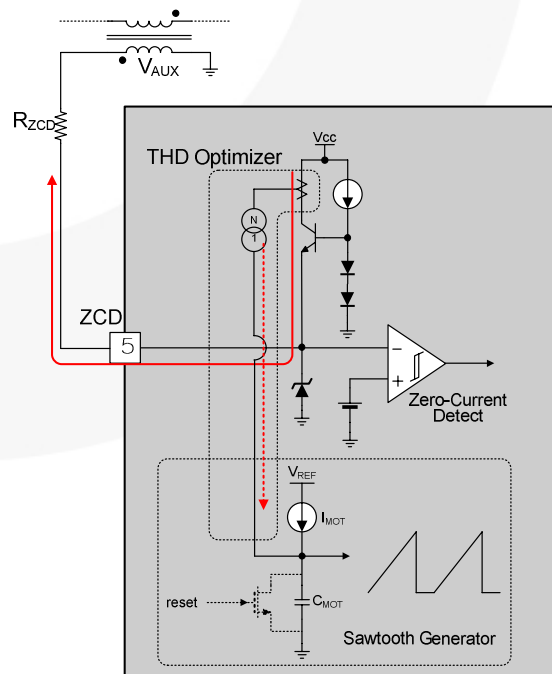 VAUX
RZCD
THD Optimizer
Vcc
N
1
ZCD
5
−
+
Zero-Current
Detect
VREF
IMOT
reset
CMOT
Sawtooth Generator